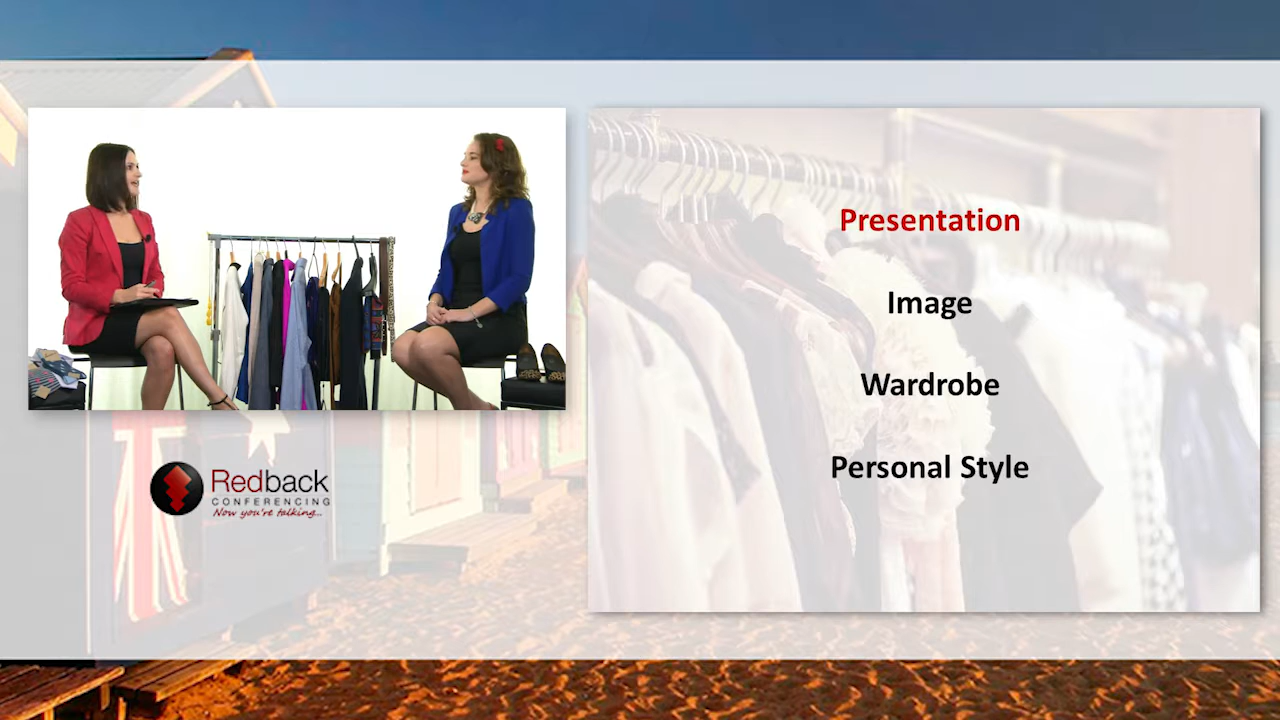 Presentation
Image
Wardrobe
Personal Style
Redback
CONFERENCING
Now you're talking...